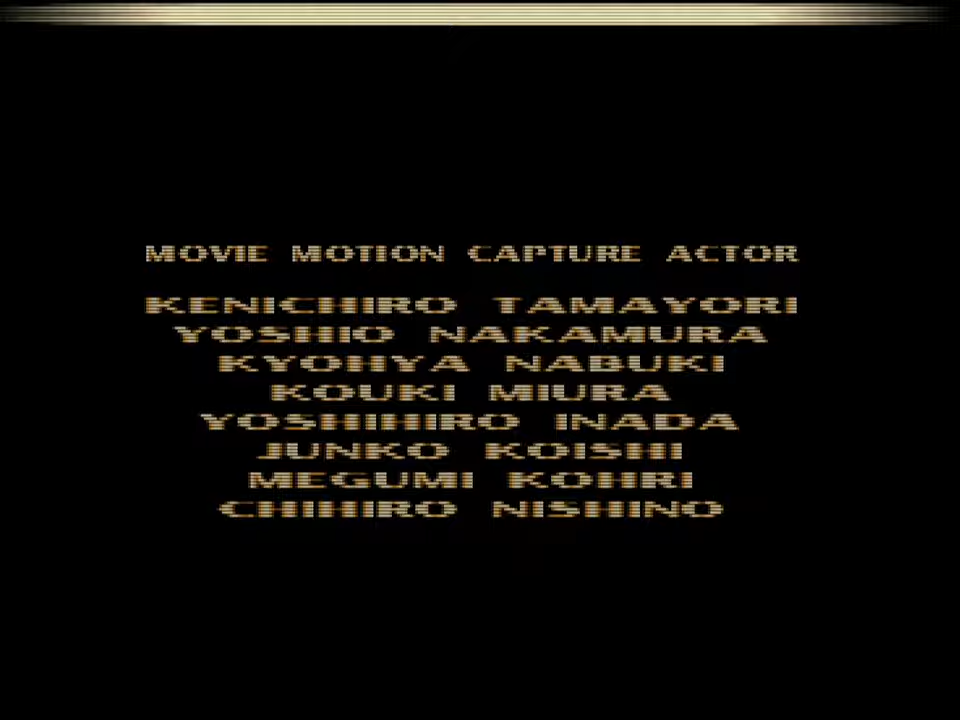 MOVIE MOTION CAPTURE ACTOR
KENICHIRO TAMAYORI
YOSHIO NAKAMURA
KYOHYA NABUKI
KOUKI MIURA
YOSHIHIRO INADA
JUNKO KOISHI
MEGUMI KOHRI
CHIHIRO NISHINO